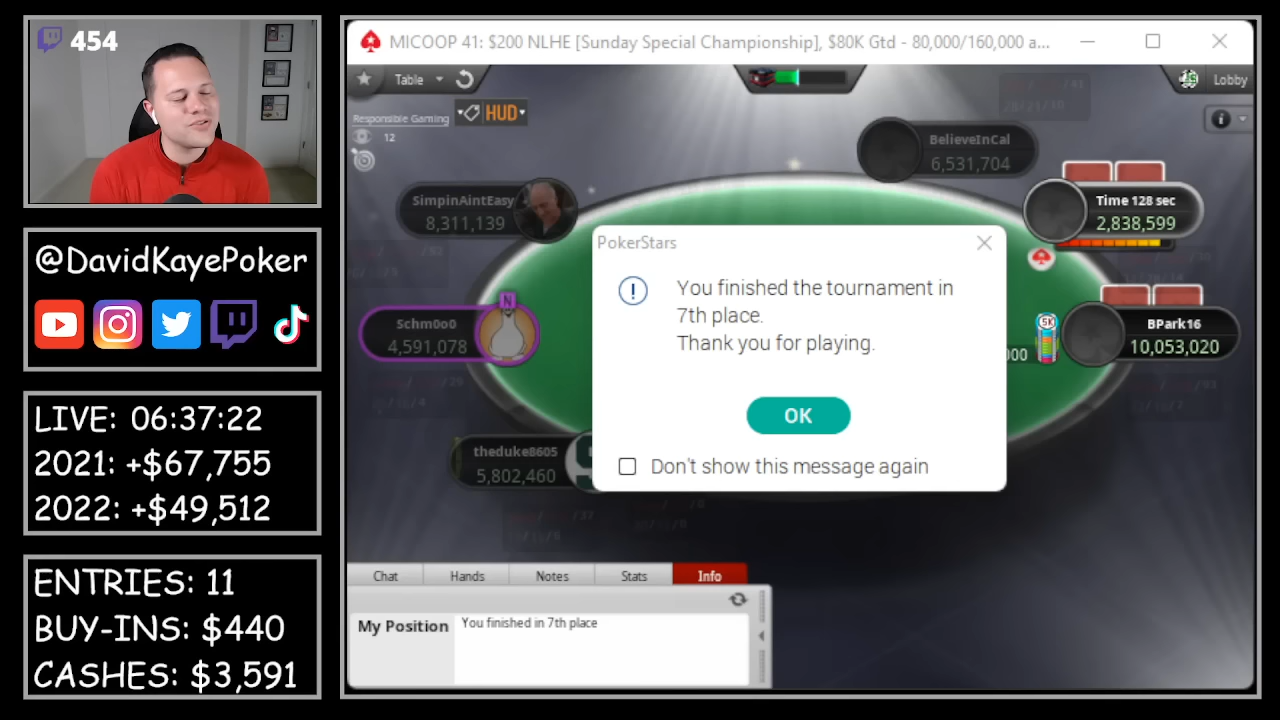 454
@DavidKayePoker
LIVE: 06:37:22
2021: +$67,755
2022: +$49,512
ENTRIES: 11
BUY-INS: $440
CASHES: $3,591
MICOOP 41: $200 NLHE [Sunday Special Championship], $80K Gtd - 80,000/160,000 a...
Table
Lobby
Responsible Gaming
HUD
12
BelieveInCal
6,531,704
SimpinAintEasy
8,311,139
Time 128 sec
2,838,599
Schm0o0
4,591,078
N
5K
BPark16
10,053,020
theduke8605
5,802,460
PokerStars
You finished the tournament in
7th place.
Thank you for playing.
OK
Don't show this message again
Chat
Hands
Notes
Stats
Info
My Position
You finished in 7th place